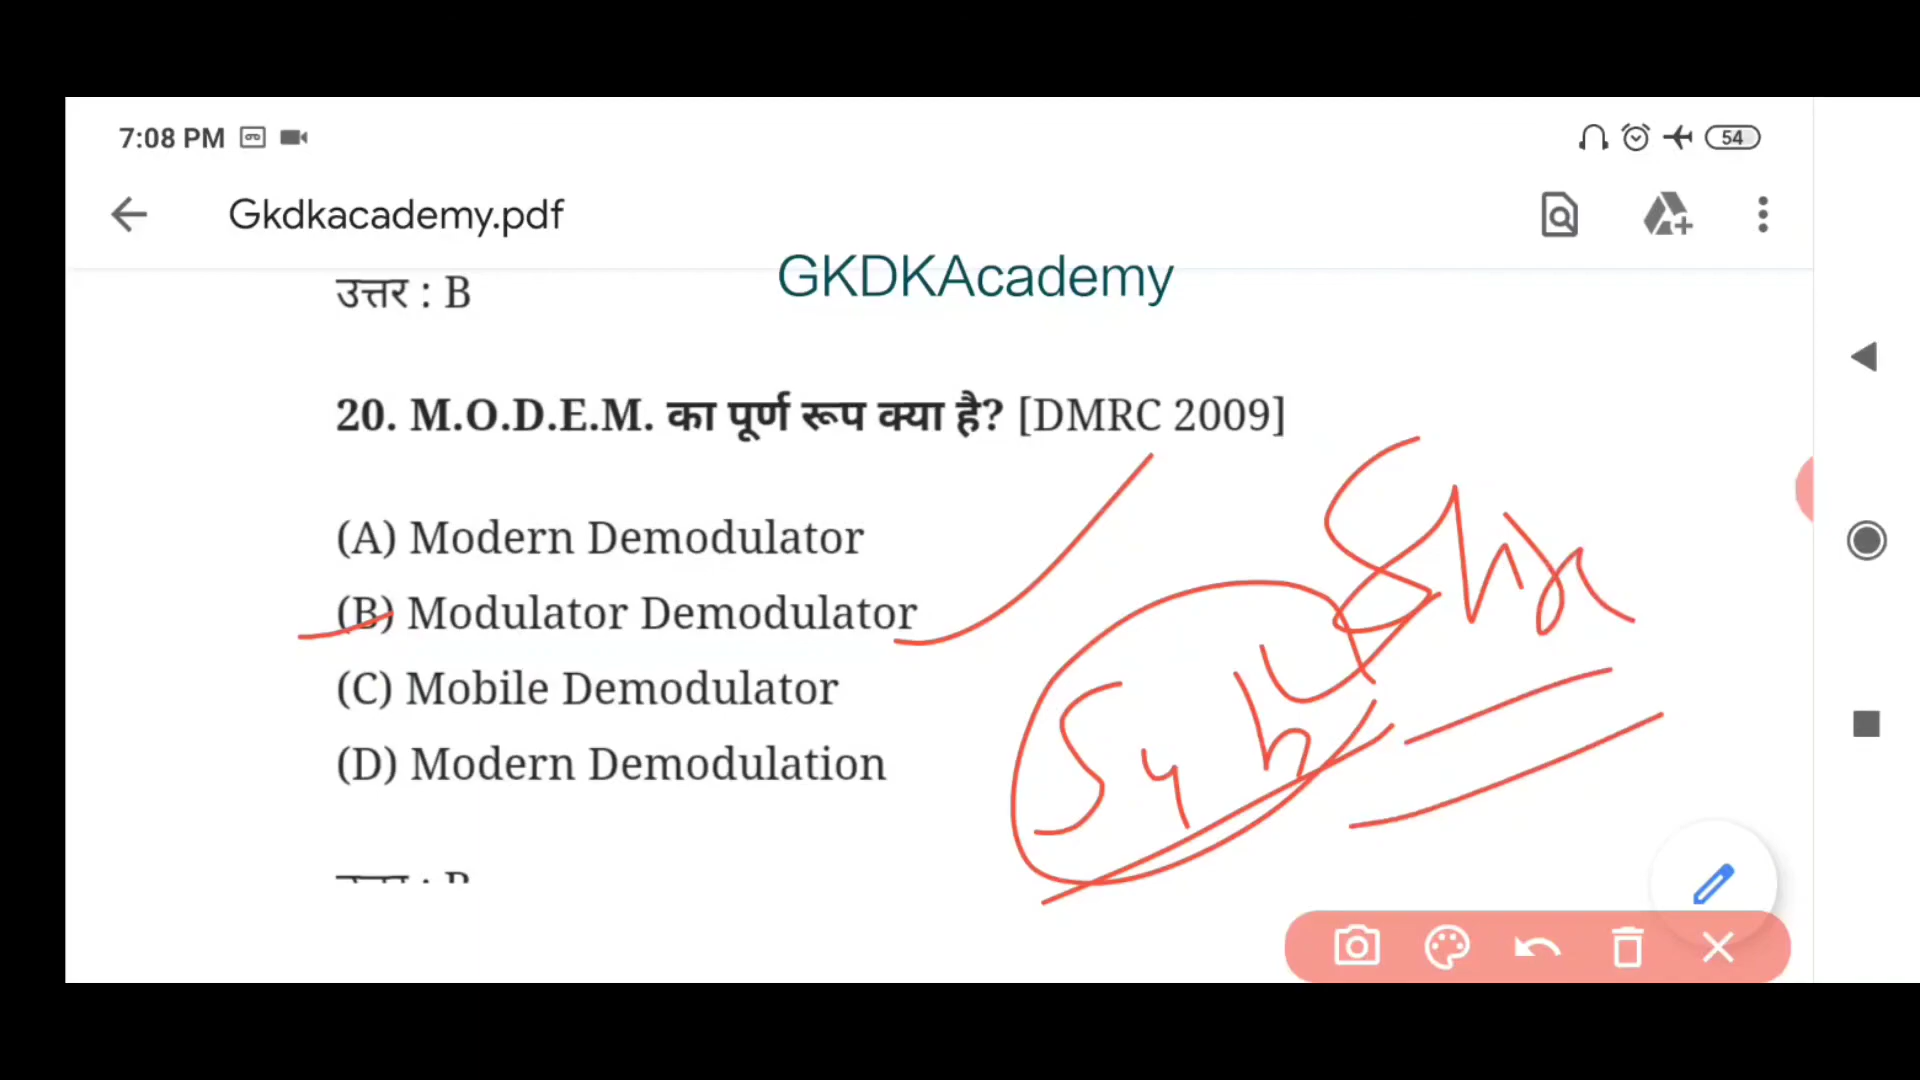 7:08 PM
54
Gkdkacademy.pdf
GKDKAcademy
उत्तर : B
20. M.O.D.E.M. का पूर्ण रूप क्या है? [DMRC 2009]
(A) Modern Demodulator
(B) Modulator Demodulator
(C) Mobile Demodulator
(D) Modern Demodulation